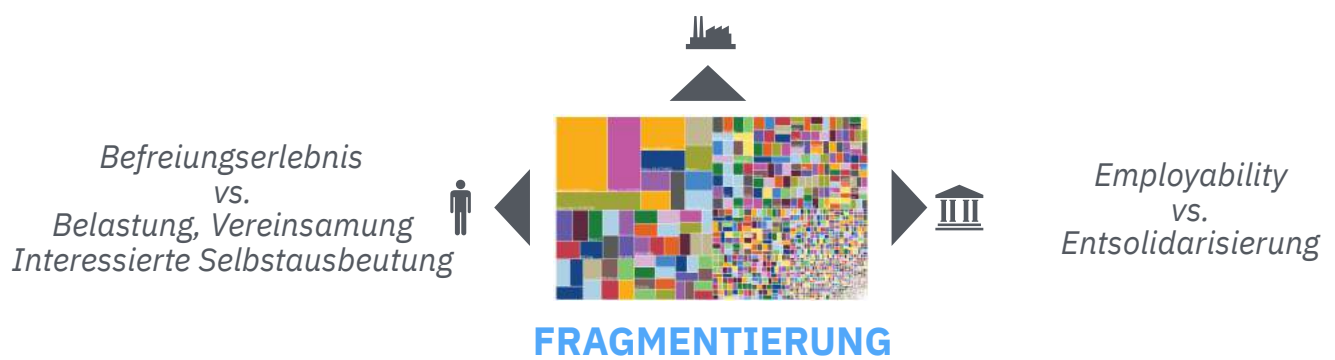 Befreiungserlebnis
vs.
Belastung, Vereinsamung
Interessierte Selbstausbeutung
Employability
vs.
Entsolidarisierung
FRAGMENTIERUNG